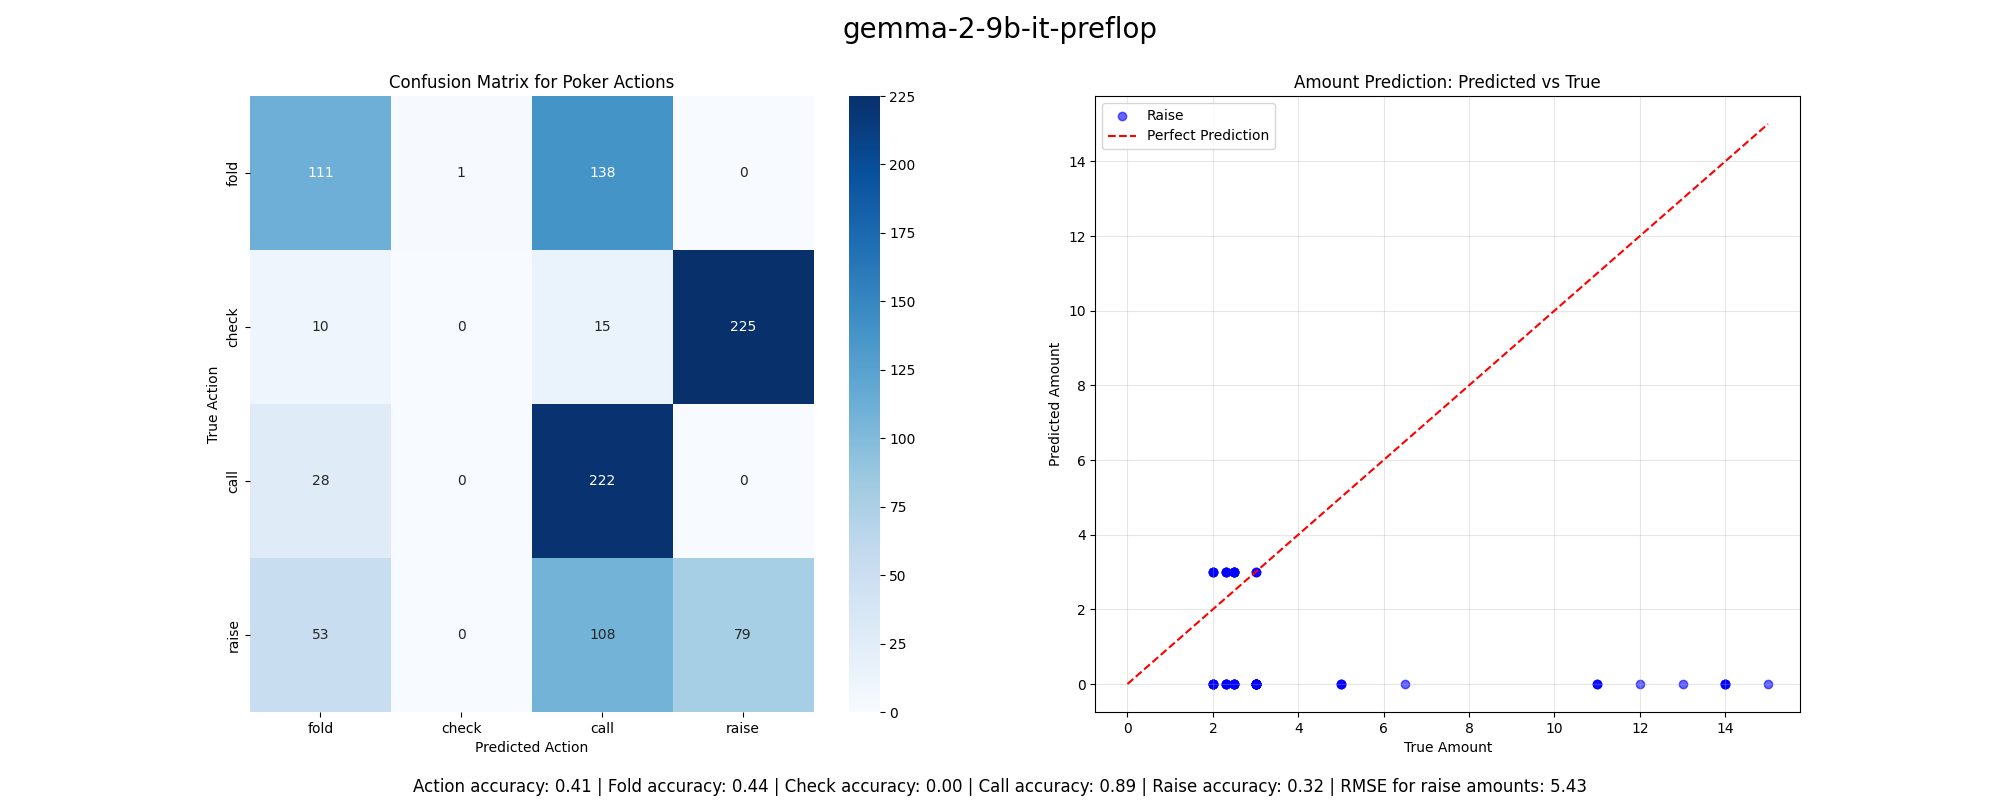 gemma-2-9b-it-preflop
Confusion Matrix for Poker Actions
True Action
fold
check
call
raise
111 1 138 0
10 0 15 225
28 0 222 0
53 0 108 79
fold check call raise
Predicted Action
225
200
175
150
125
100
75
50
25
0
Amount Prediction: Predicted vs True
Raise
Perfect Prediction
Predicted Amount
14
12
10
8
6
4
2
0
0 2 4 6 8 10 12 14
True Amount
Action accuracy: 0.41 | Fold accuracy: 0.44 | Check accuracy: 0.00 | Call accuracy: 0.89 | Raise accuracy: 0.32 | RMSE for raise amounts: 5.43